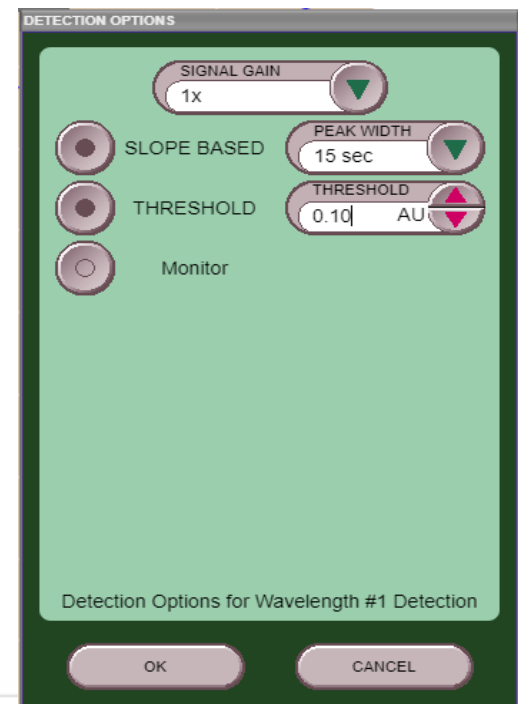 DETECTION OPTIONS
SIGNAL GAIN
1x
SLOPE BASED
PEAK WIDTH
15 sec
THRESHOLD
THRESHOLD
0.10 AU
Monitor
Detection Options for Wavelength #1 Detection
OK CANCEL